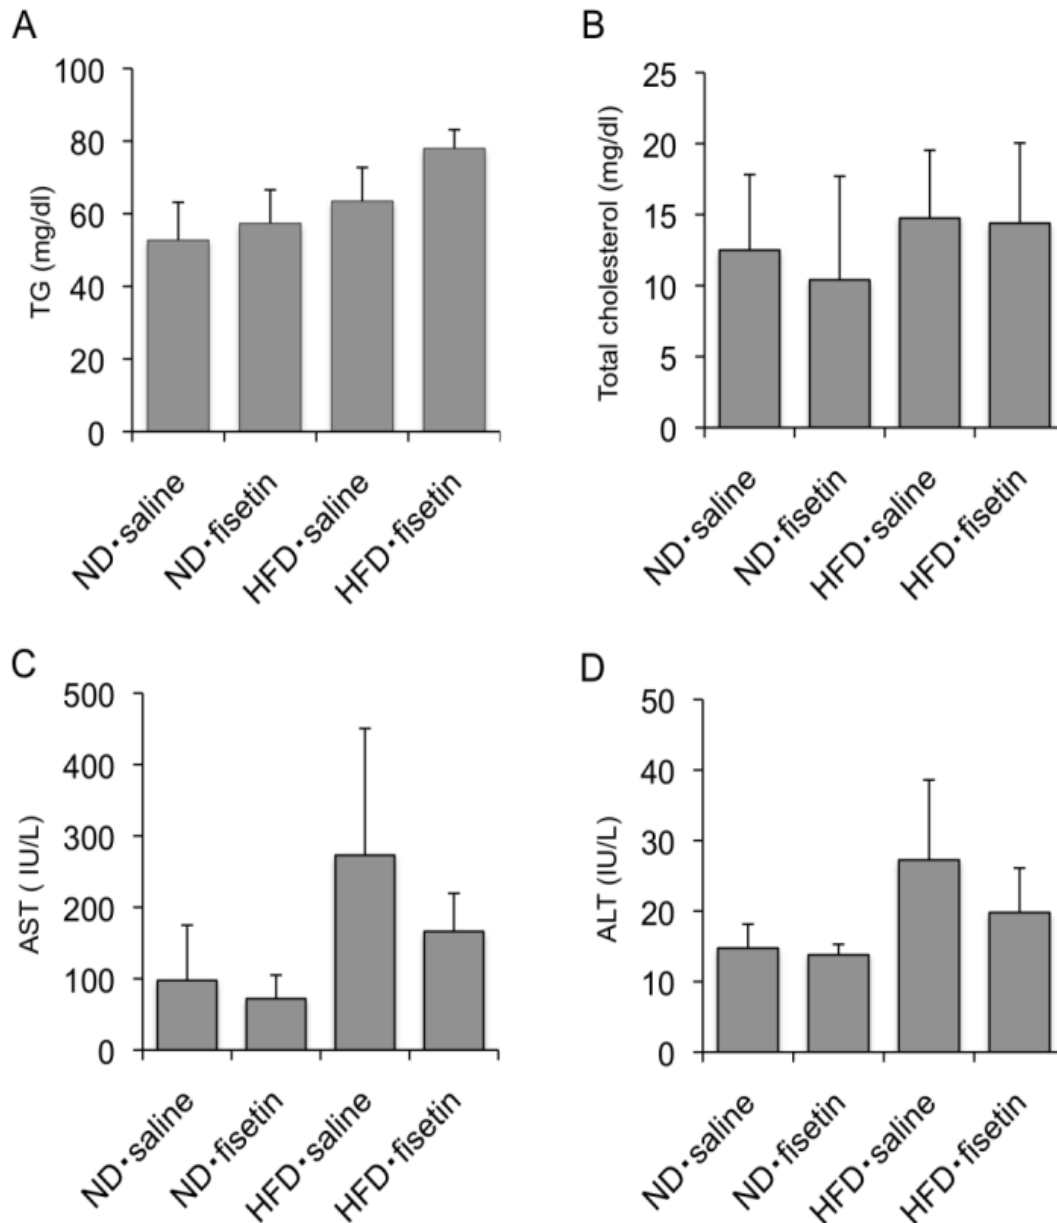 A
100
80
60
40
20
0
TG (mg/dl)
ND・saline
ND・fisetin
HFD・saline
HFD・fisetin
B
25
20
15
10
5
0
Total cholesterol (mg/dl)
ND・saline
ND・fisetin
HFD・saline
HFD・fisetin
C
500
400
300
200
100
0
AST ( IU/L)
ND・saline
ND・fisetin
HFD・saline
HFD・fisetin
D
50
40
30
20
10
0
ALT (IU/L)
ND・saline
ND・fisetin
HFD・saline
HFD・fisetin